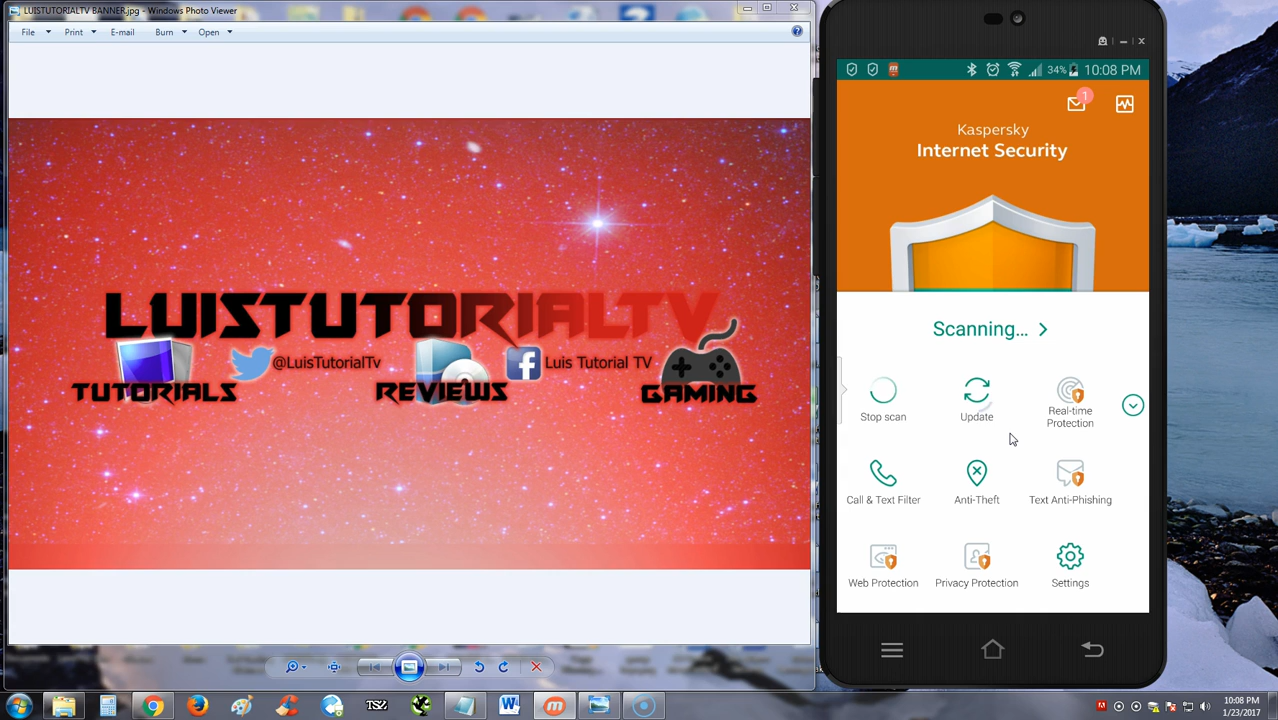 LUISTUTORIALTV BANNER.jpg - Windows Photo Viewer
File Print E-mail Burn Open
LUISTUTORIALTV
@LuisTutorialTv
Luis Tutorial TV
TUTORIALS
REVIEWS
GAMING
34% 10:08 PM
1
Kaspersky
Internet Security
Scanning... >
Stop scan
Update
Real-time
Protection
Call & Text Filter
Anti-Theft
Text Anti-Phishing
Web Protection
Privacy Protection
Settings
TSZ
10:08 PM
1/23/2017